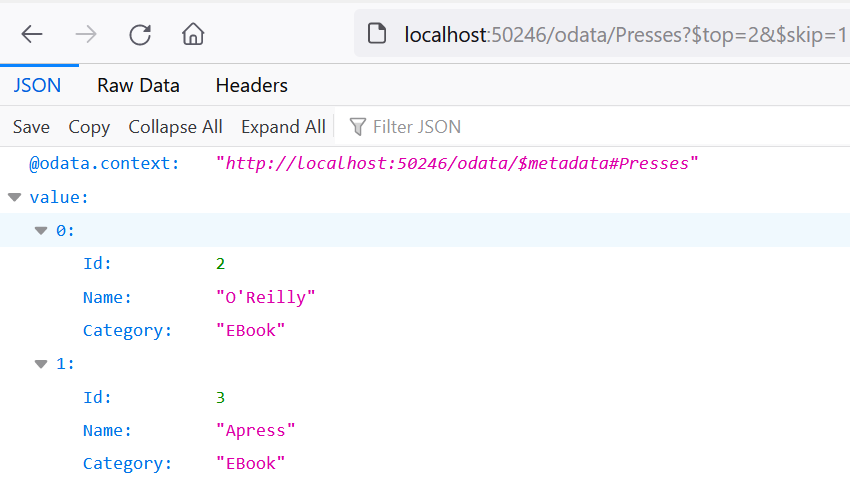 localhost:50246/odata/Presses?$top=2&$skip=1
JSON Raw Data Headers
Save Copy Collapse All Expand All Filter JSON
@odata.context: "http://localhost:50246/odata/$metadata#Presses"
value:
0:
Id: 2
Name: "O'Reilly"
Category: "EBook"
1:
Id: 3
Name: "Apress"
Category: "EBook"